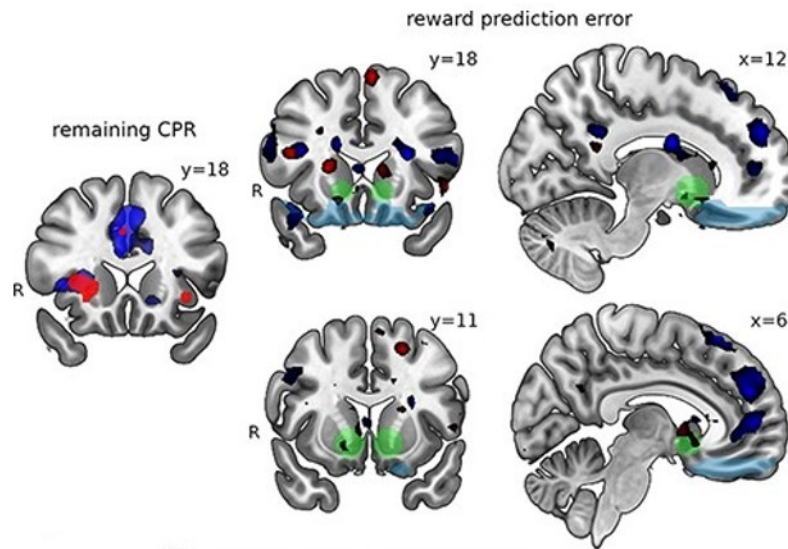 reward prediction error
y=18
x=12
remaining CPR
y=18
R
R
y=11
x=6
R